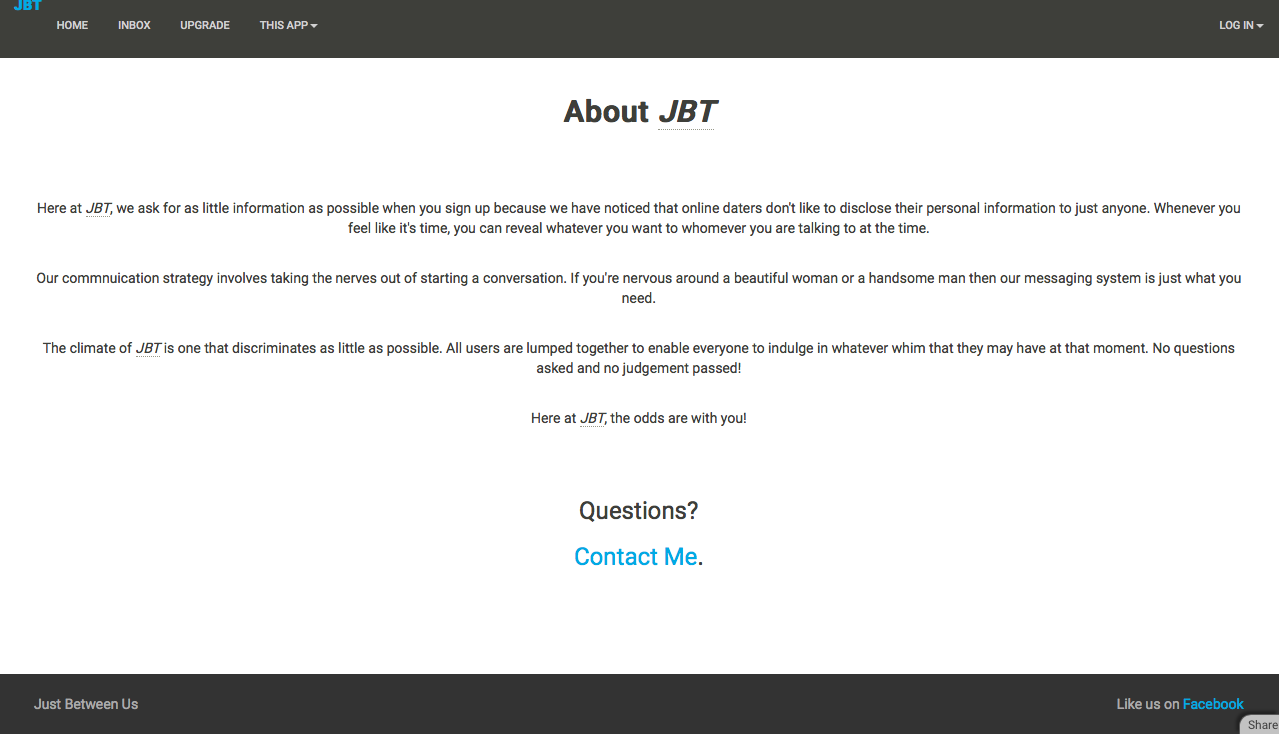 JBT
HOME INBOX UPGRADE THIS APP LOG IN
About JBT
Here at JBT, we ask for as little information as possible when you sign up because we have noticed that online daters don't like to disclose their personal information to just anyone. Whenever you
feel like it's time, you can reveal whatever you want to whomever you are talking to at the time.
Our commnuication strategy involves taking the nerves out of starting a conversation. If you're nervous around a beautiful woman or a handsome man then our messaging system is just what you
need.
The climate of JBT is one that discriminates as little as possible. All users are lumped together to enable everyone to indulge in whatever whim that they may have at that moment. No questions
asked and no judgement passed!
Here at JBT, the odds are with you!
Questions?
Contact Me.
Just Between Us Like us on Facebook
Share